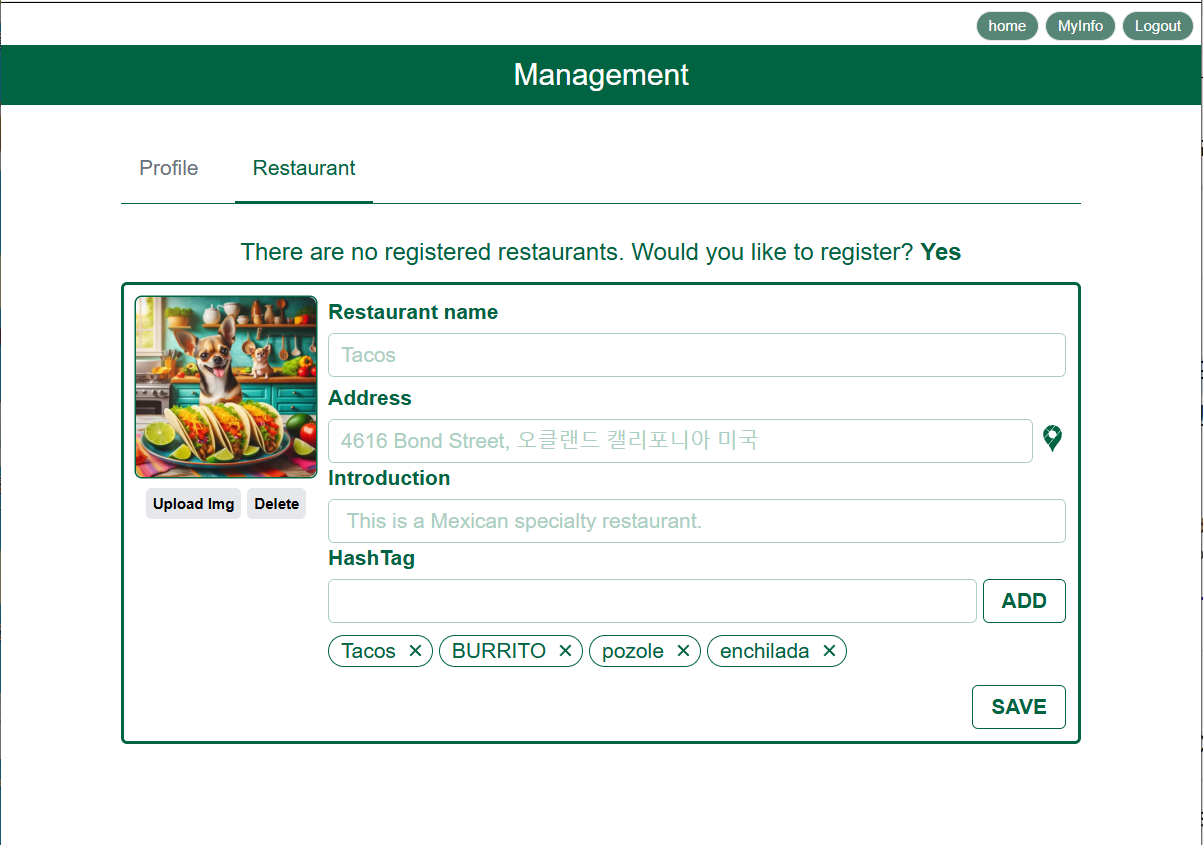 home MyInfo Logout
Management
Profile Restaurant
There are no registered restaurants. Would you like to register? Yes
Restaurant name
Tacos
Address
4616 Bond Street, 오클랜드 캘리포니아 미국
Upload Img Delete
Introduction
This is a Mexican specialty restaurant.
HashTag
ADD
Tacos ✕ BURRITO ✕ pozole ✕ enchilada ✕
SAVE